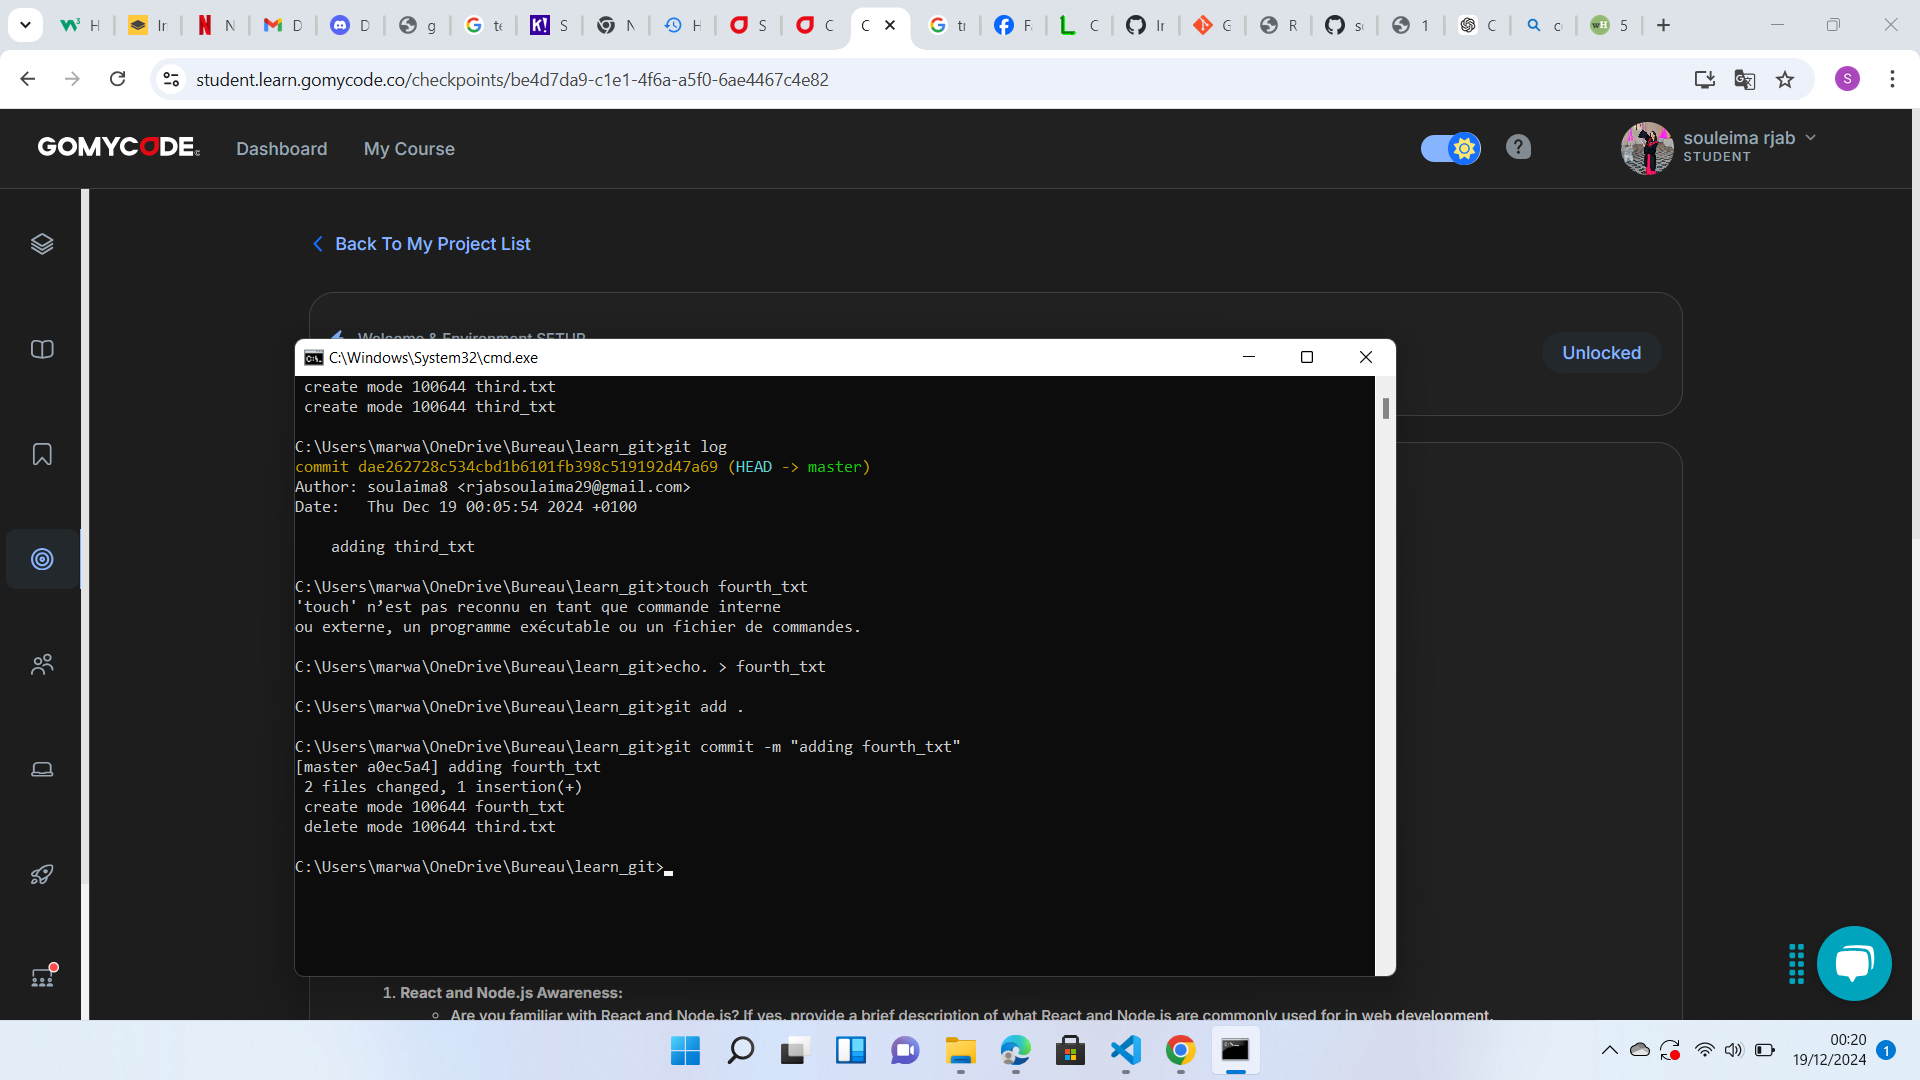 H
In
N
D
D
g
te
K!
S
N
H
S
C
C
tr
Fa
C
In
G
R
se
1
C
co
wH
5
student.learn.gomycode.co/checkpoints/be4d7da9-c1e1-4f6a-a5f0-6ae4467c4e82
S
GOMYCODE
Dashboard
My Course
souleima rjab
STUDENT
Back To My Project List
Welcome & Environment SETUP
Unlocked
C:\Windows\System32\cmd.exe
create mode 100644 third.txt
create mode 100644 third_txt
C:\Users\marwa\OneDrive\Bureau\learn_git>git log
commit dae262728c534cbd1b6101fb398c519192d47a69 (HEAD -> master)
Author: soulaima8 <rjabsoulaima29@gmail.com>
Date:   Thu Dec 19 00:05:54 2024 +0100
adding third_txt
C:\Users\marwa\OneDrive\Bureau\learn_git>touch fourth_txt
'touch' n’est pas reconnu en tant que commande interne
ou externe, un programme exécutable ou un fichier de commandes.
C:\Users\marwa\OneDrive\Bureau\learn_git>echo. > fourth_txt
C:\Users\marwa\OneDrive\Bureau\learn_git>git add .
C:\Users\marwa\OneDrive\Bureau\learn_git>git commit -m "adding fourth_txt"
[master a0ec5a4] adding fourth_txt
2 files changed, 1 insertion(+)
create mode 100644 fourth_txt
delete mode 100644 third.txt
C:\Users\marwa\OneDrive\Bureau\learn_git>
1. React and Node.js Awareness:
Are you familiar with React and Node.js? If yes, provide a brief description of what React and Node.js are commonly used for in web development.
00:20
19/12/2024
1